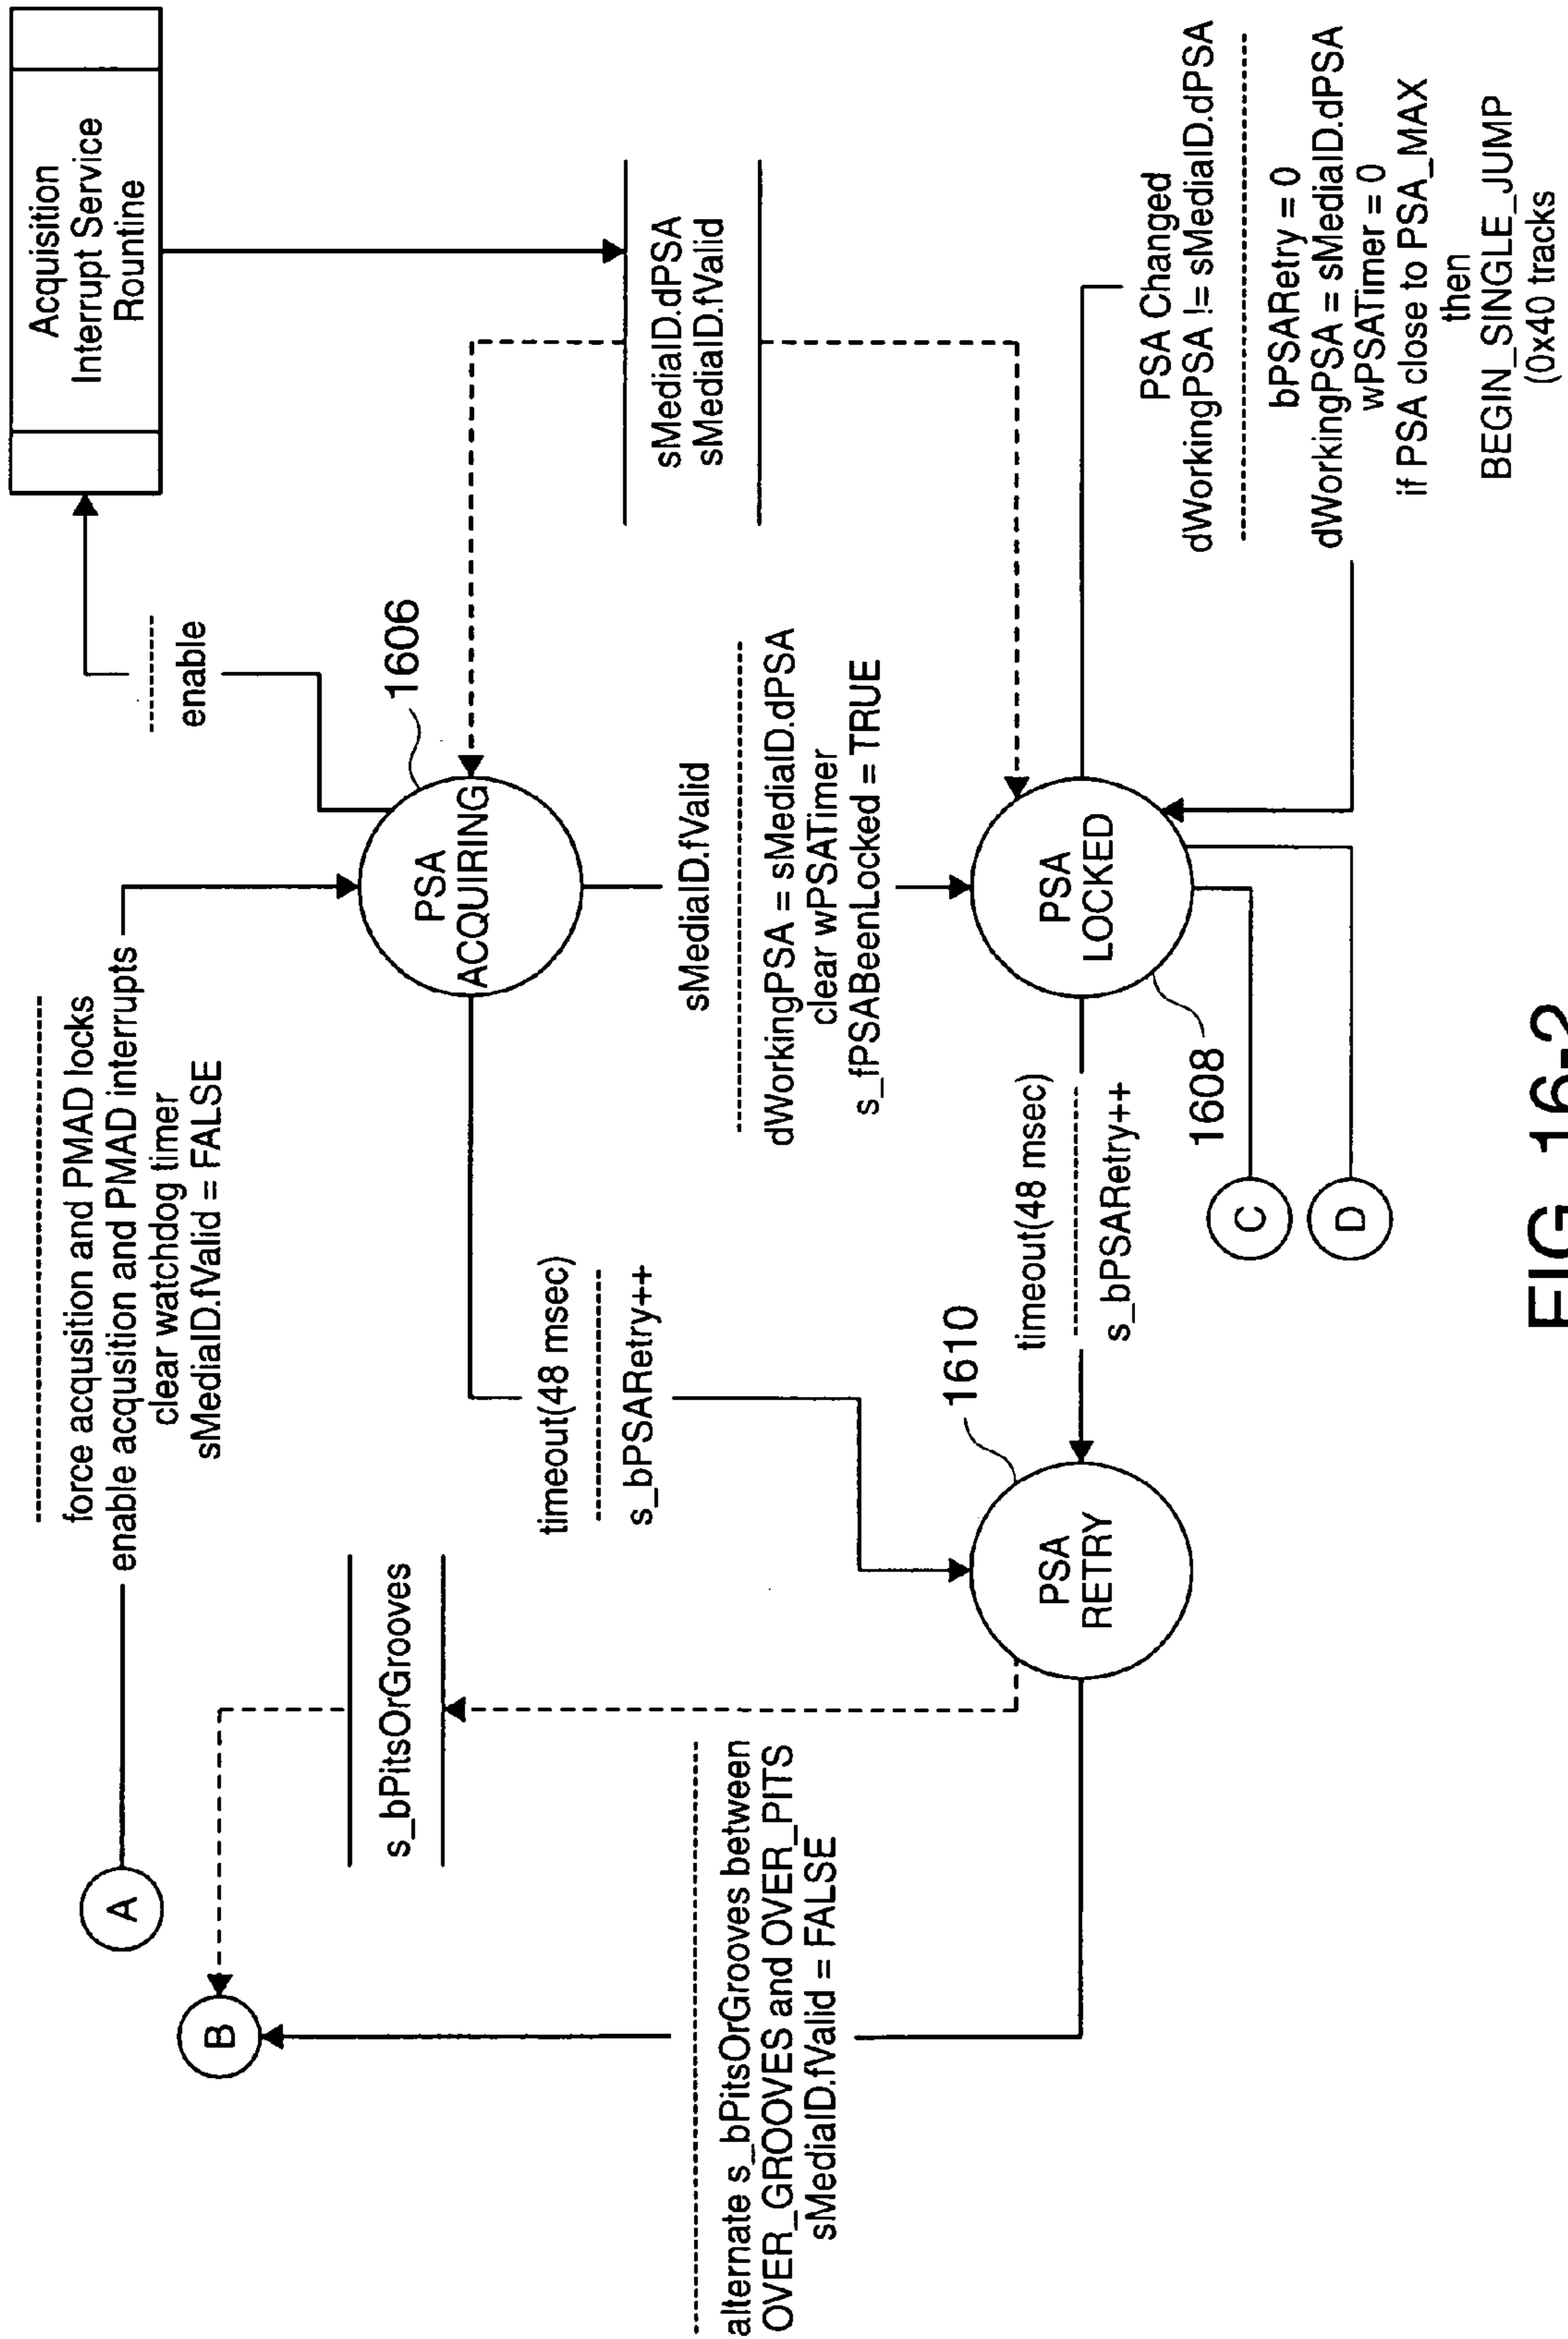 A
force acqusition and PMAD locks
enable acqusition and PMAD interrupts
clear watchdog timer
sMediaID.fValid = FALSE
Acquisition
Interrupt Service
Rountine
enable
B
s_bPitsOrGrooves
1606
PSA
ACQUIRING
sMediaID.dPSA
sMediaID.fValid
timeout(48 msec)
s_bPSARetry++
sMediaID.fValid
dWorkingPSA = sMediaID.dPSA
clear wPSATimer
s_fPSABeenLocked = TRUE
alternate s_bPitsOrGrooves between
OVER_GROOVES and OVER_PITS
sMediaID.fValid = FALSE
1610
PSA
RETRY
timeout(48 msec)
s_bPSARetry++
PSA
LOCKED
1608
PSA Changed
dWorkingPSA != sMediaID.dPSA
bPSARetry = 0
dWorkingPSA = sMediaID.dPSA
wPSATimer = 0
if PSA close to PSA_MAX
then
BEGIN_SINGLE_JUMP
(0x40 tracks
C
D
FIG. 16-2